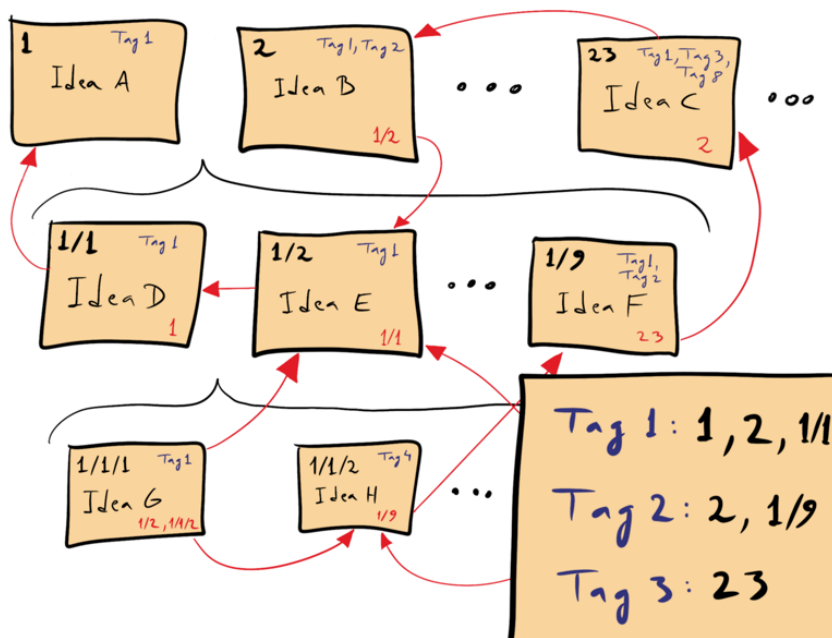 1 Tag 1
Idea A
2 Tag 1, Tag 2
Idea B
1/2
23 Tag 1, Tag 3,
Tag 8
Idea C
2
1/1 Tag 1
Idea D
1
1/2 Tag 1
Idea E
1/1
1/9 Tag 1,
Tag 2
Idea F
23
1/1/1 Tag 1
Idea G
1/2, 1/1/2
1/1/2 Tag 4
Idea H
1/9
Tag 1: 1, 2, 1/1
Tag 2: 2, 1/9
Tag 3: 23